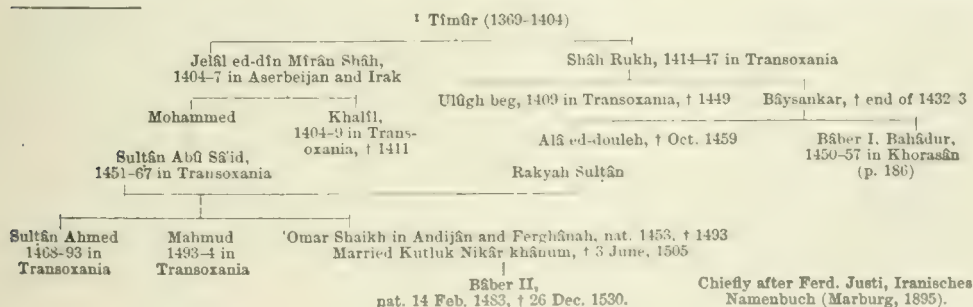 ¹ Tîmûr (1369-1404)
Jelâl ed-dîn Mîrân Shâh,
1404-7 in Aserbeijan and Irak
Shâh Rukh, 1414-47 in Transoxania
Mohammed
Khalîl,
1404-9 in Trans-
oxania, † 1411
Ulûgh beg, 1409 in Transoxania, † 1449
Bâysankar, † end of 1432-3
Alâ ed-douleh, † Oct. 1459
Bâber I. Bahâdur,
1450-57 in Khorasân
(p. 186)
Sultân Abû Sâ'id,
1451-67 in Transoxania
Rakyah Sultân
Sultân Ahmed
1468-93 in
Transoxania
Mahmud
1493-4 in
Transoxania
'Omar Shaikh in Andijân and Ferghânah, nat. 1453, † 1493
Married Kutluk Nikâr khânum, † 3 June, 1505
Bâber II,
nat. 14 Feb. 1483, † 26 Dec. 1530.
Chiefly after Ferd. Justi, Iranisches
Namenbuch (Marburg, 1895).